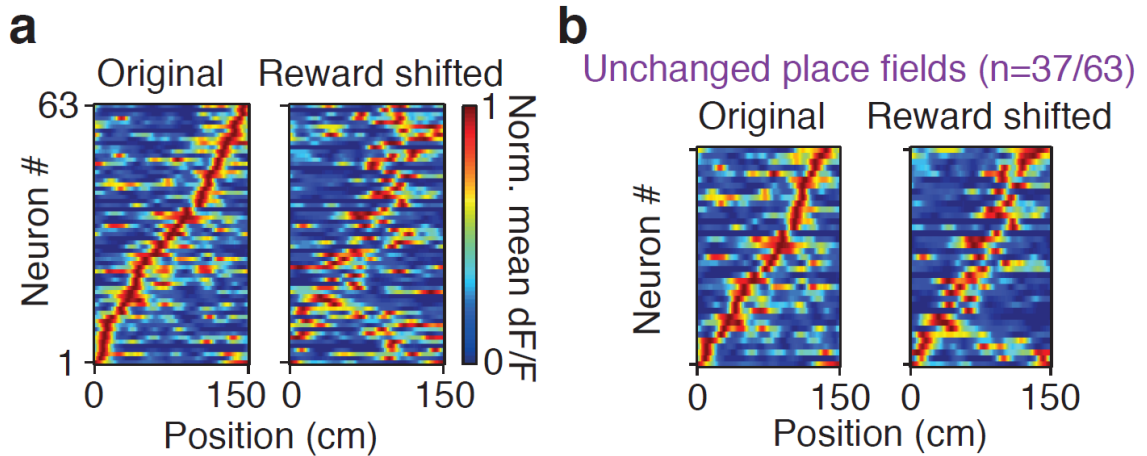 a
Original
Reward shifted
63
Neuron #
1
0
150
0
150
Position (cm)
1
Norm. mean dF/F
0
b
Unchanged place fields (n=37/63)
Original
Reward shifted
Neuron #
0
150
0
150
Position (cm)